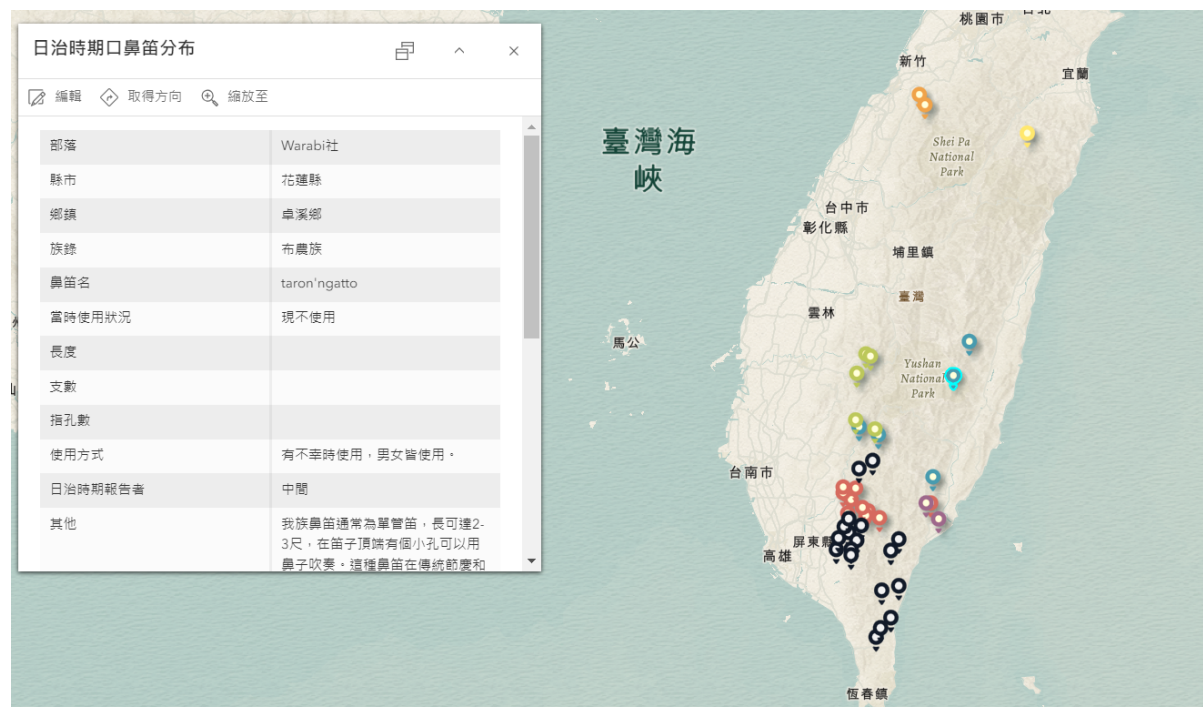 日治時期口鼻笛分布
編輯 取得方向 縮放至
部落 Warabi社
縣市 花蓮縣
鄉鎮 卓溪鄉
族錄 布農族
鼻笛名 taron'ngatto
當時使用狀況 現不使用
長度
支數
指孔數
使用方式 有不幸時使用，男女皆使用。
日治時期報告者 中間
其他 我族鼻笛通常為單管笛，長可達2-
3尺，在笛子頂端有個小孔可以用
鼻子吹奏。這種鼻笛在傳統節慶和
桃園市
新竹
宜蘭
臺灣海
峽
Shei Pa
National
Park
台中市
彰化縣
埔里鎮
臺灣
雲林
馬公
Yushan
National
Park
台南市
屏東縣
高雄
恆春鎮